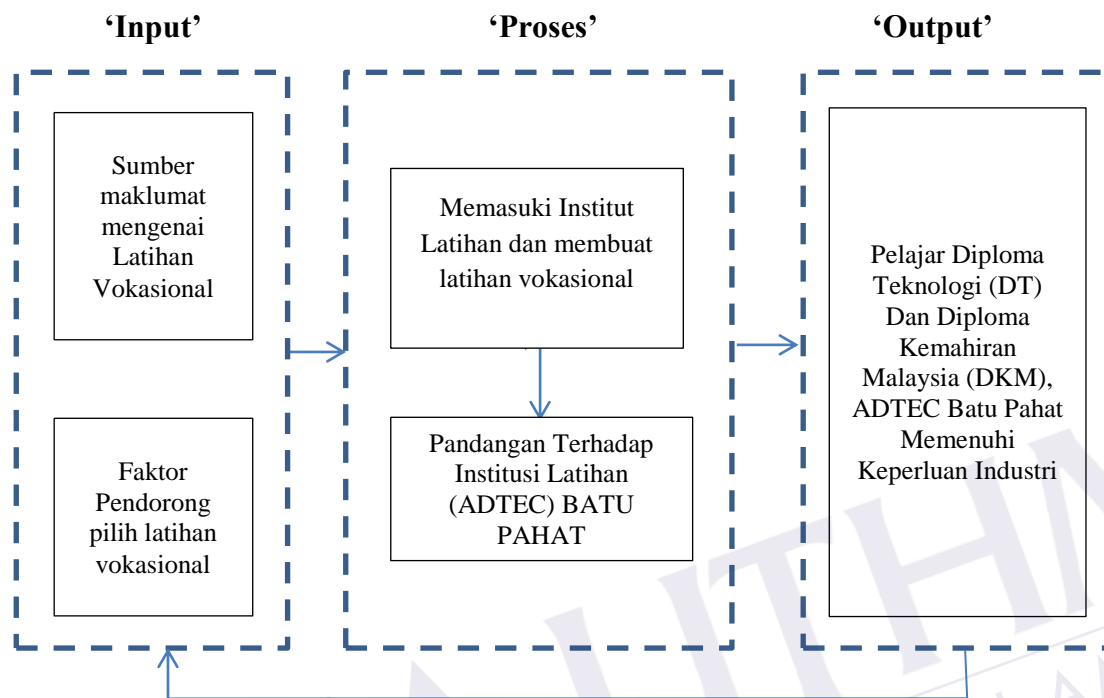 ‘Input’
‘Proses’
‘Output’
Sumber
maklumat
mengenai
Latihan
Vokasional
Faktor
Pendorong
pilih latihan
vokasional
Memasuki Institut
Latihan dan membuat
latihan vokasional
Pandangan Terhadap
Institusi Latihan
(ADTEC) BATU
PAHAT
Pelajar Diploma
Teknologi (DT)
Dan Diploma
Kemahiran
Malaysia (DKM),
ADTEC Batu Pahat
Memenuhi
Keperluan Industri